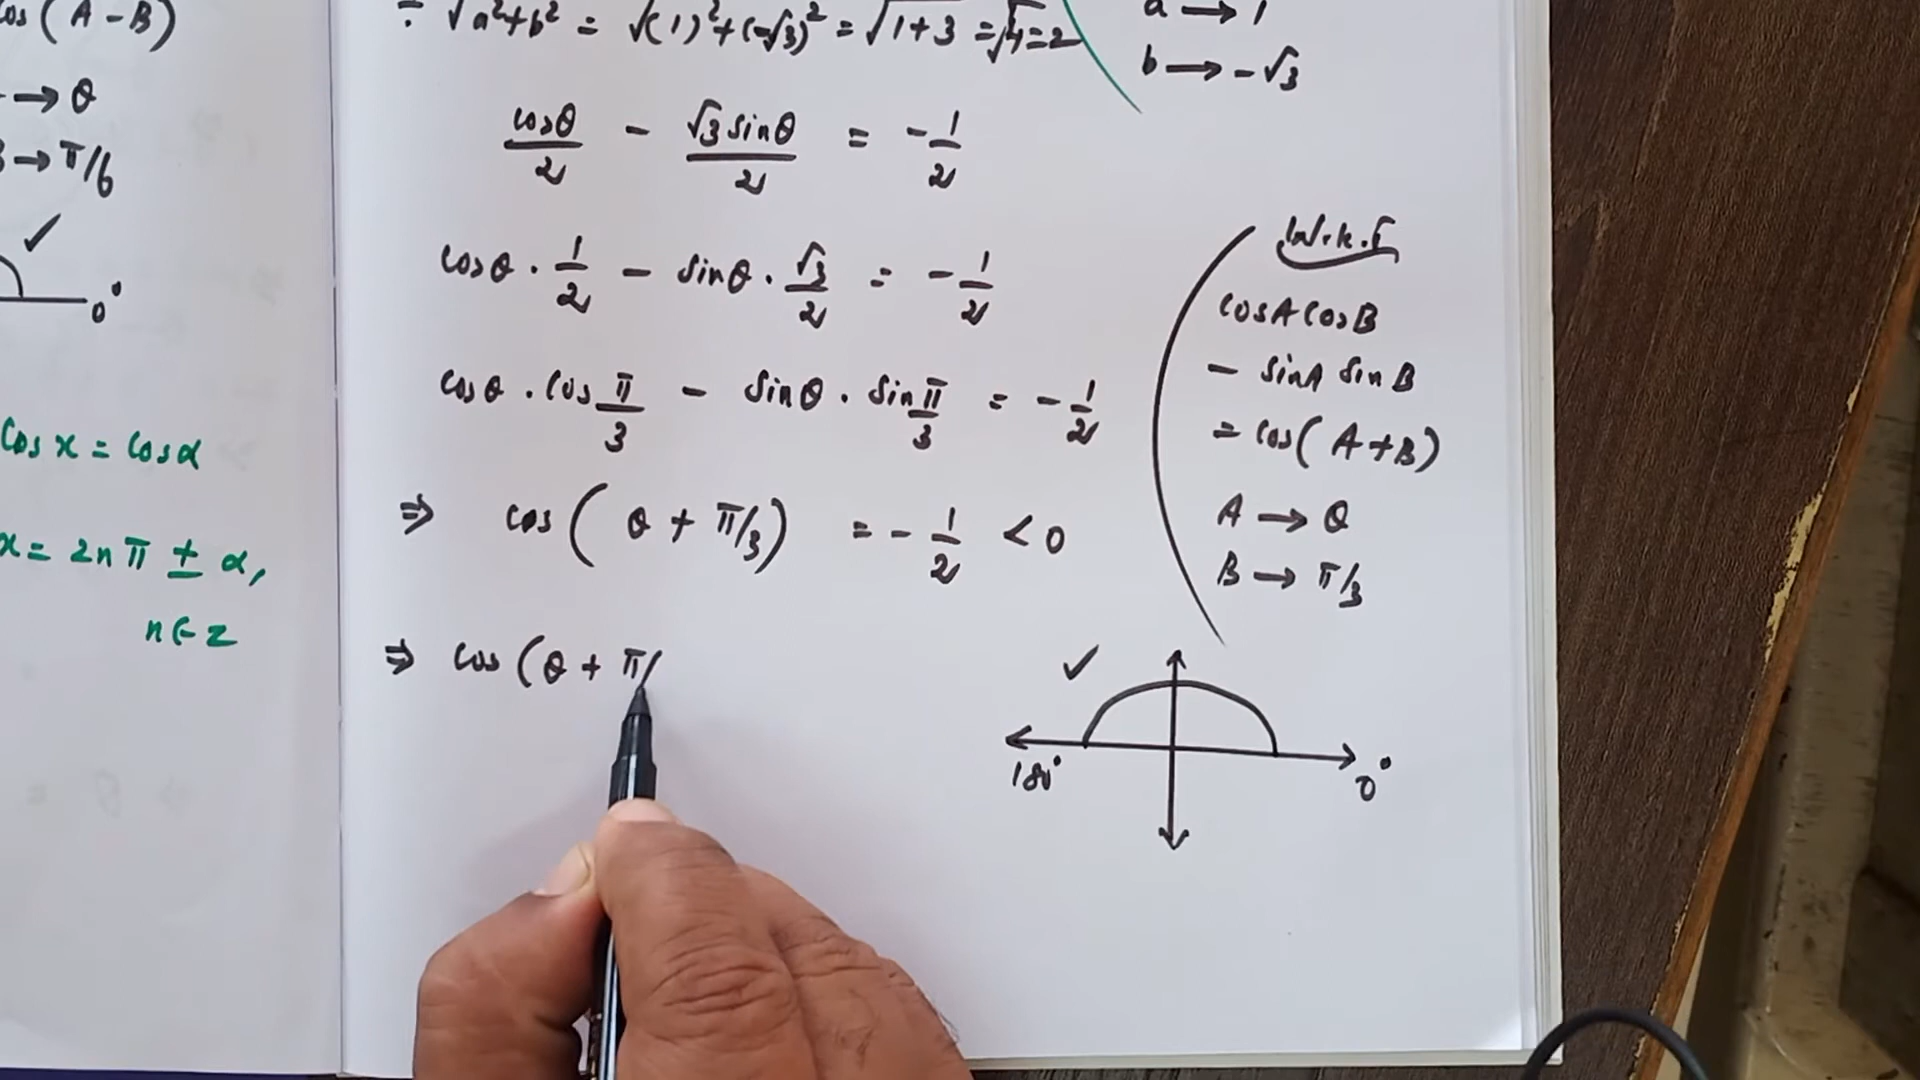 os(A-B)
→ θ
→ π/6
✓
0°
cos x = cosα
x = 2nπ ± α,
n∈z
÷ √a²+b² = √(1)²+(-√3)² = √1+3 = √4 = 2
a → 1
b → -√3
cosθ/2 - √3 sinθ/2 = -1/2
cosθ · 1/2 - sinθ · √3/2 = -1/2
cosθ · cos π/3 - sinθ · sin π/3 = -1/2
⇒ cos(θ + π/3) = -1/2 < 0
⇒ cos(θ + π/
W.k.t
cosA cosB
- sinA sinB
= cos(A+B)
A → θ
B → π/3
✓
180° 0°